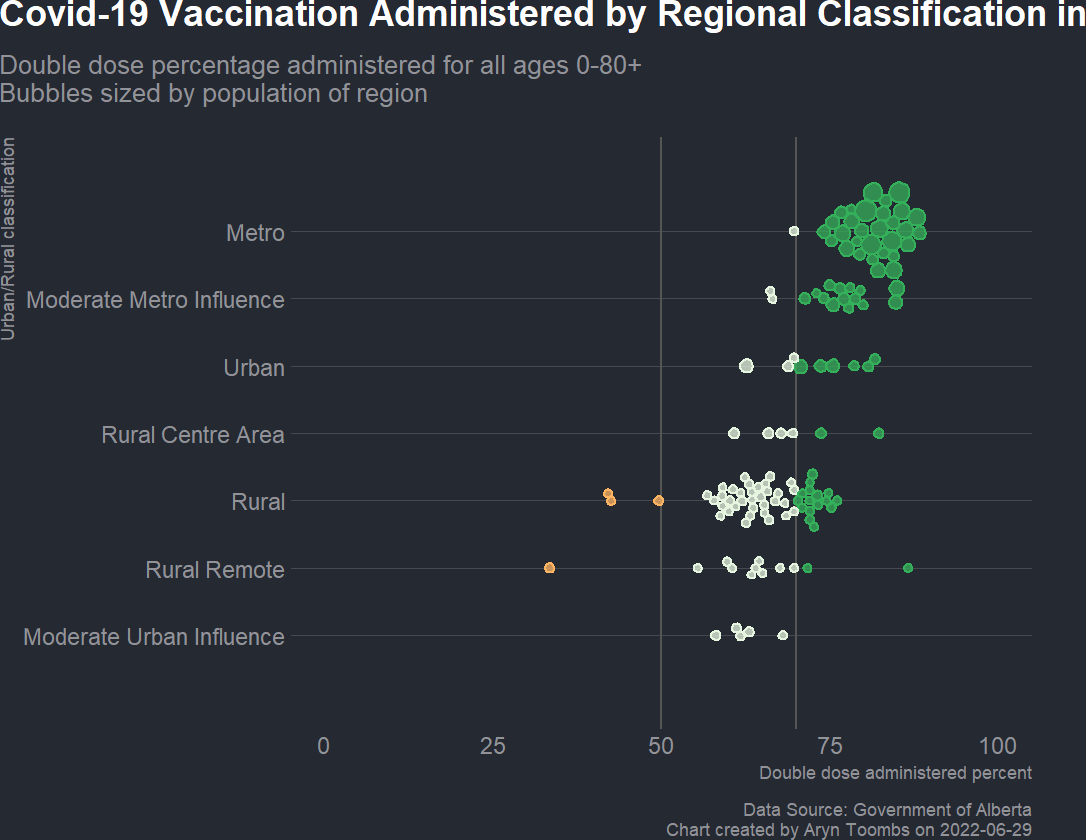 Covid-19 Vaccination Administered by Regional Classification in
Double dose percentage administered for all ages 0-80+
Bubbles sized by population of region
Urban/Rural classification
Metro
Moderate Metro Influence
Urban
Rural Centre Area
Rural
Rural Remote
Moderate Urban Influence
0 25 50 75 100
Double dose administered percent
Data Source: Government of Alberta
Chart created by Aryn Toombs on 2022-06-29